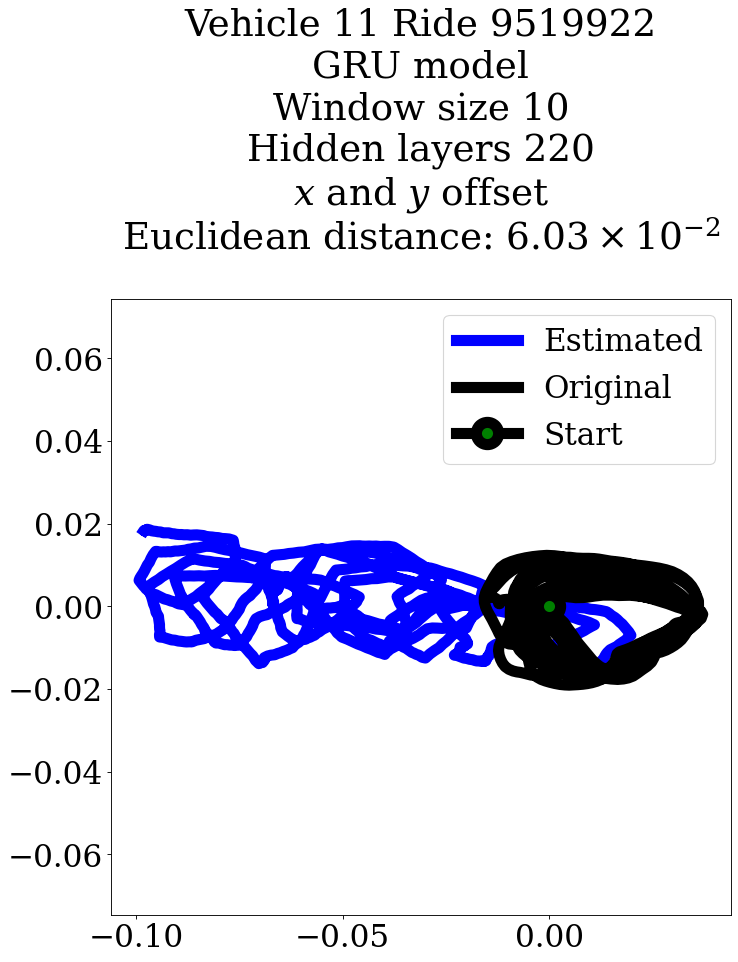 Vehicle 11 Ride 9519922
GRU model
Window size 10
Hidden layers 220
x and y offset
Euclidean distance: 6.03 × 10⁻²
Estimated
Original
Start
0.06
0.04
0.02
0.00
−0.02
−0.04
−0.06
−0.10
−0.05
0.00